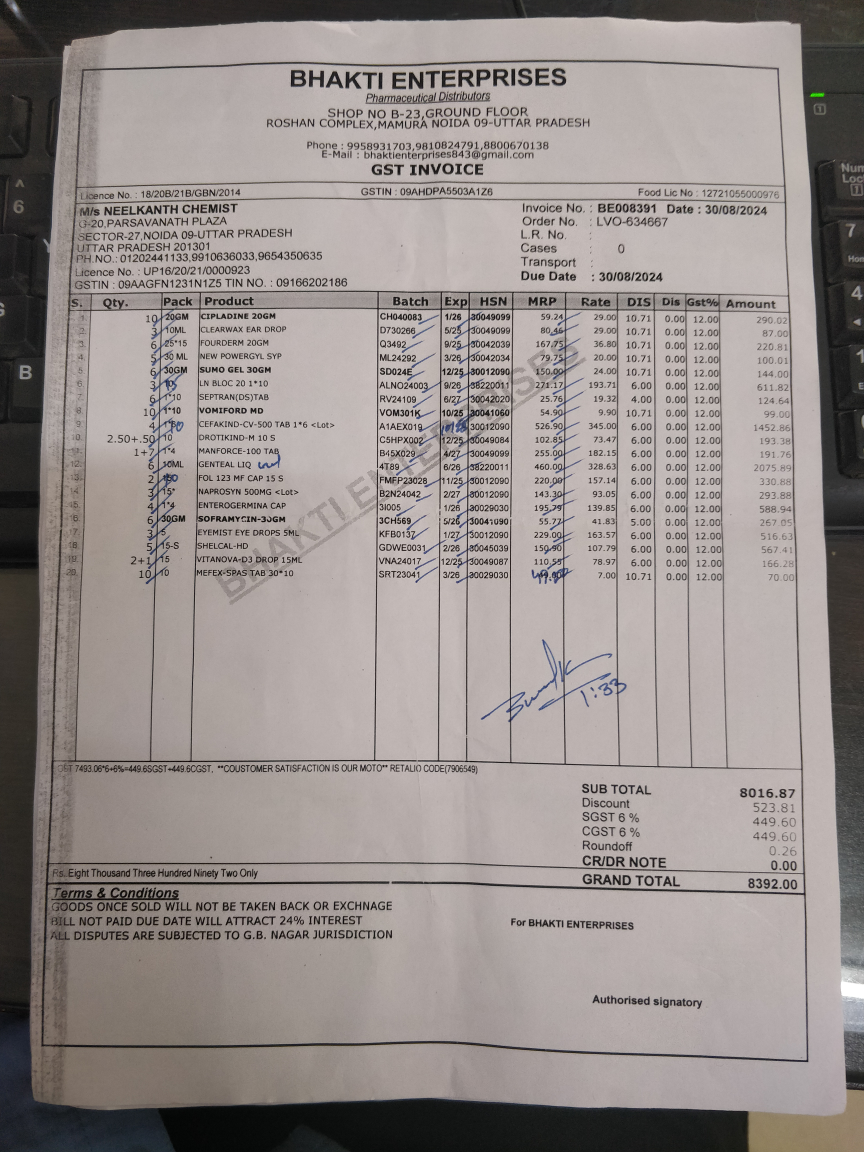 BHAKTI ENTERPRISES
Pharmaceutical Distributors
SHOP NO B-23,GROUND FLOOR
ROSHAN COMPLEX,MAMURA NOIDA 09-UTTAR PRADESH
Phone : 9958931703,9810824791,8800670138
E-Mail : bhaktienterprises843@gmail.com
GST INVOICE
Licence No. : 18/20B/21B/GBN/2014 GSTIN : 09AHDPA5503A1Z6 Food Lic No : 12721055000976
M/s NEELKANTH CHEMIST
G-20,PARSAVANATH PLAZA
SECTOR-27,NOIDA 09-UTTAR PRADESH
UTTAR PRADESH 201301
PH.NO.: 01202441133,9910636033,9654350635
Licence No. : UP16/20/21/0000923
GSTIN : 09AAGFN1231N1Z5 TIN NO. : 09166202186
Invoice No. : BE008391 Date : 30/08/2024
Order No. : LVO-634667
L.R. No. :
Cases : 0
Transport :
Due Date : 30/08/2024
S. Qty. Pack Product Batch Exp HSN MRP Rate DIS Dis Gst% Amount
1. 10 20GM CIPLADINE 20GM CH040083 1/26 30049099 59.24 29.00 10.71 0.00 12.00 290.02
2. 3 10ML CLEARWAX EAR DROP D730266 5/25 30049099 80.46 29.00 10.71 0.00 12.00 87.00
3. 6 25*15 FOURDERM 20GM Q3492 9/25 30042039 167.75 36.80 10.71 0.00 12.00 220.81
4. 5 30 ML NEW POWERGYL SYP ML24292 3/26 30042034 79.75 20.00 10.71 0.00 12.00 100.01
5. 6 30GM SUMO GEL 30GM SD024E 12/25 30012090 150.00 24.00 10.71 0.00 12.00 144.00
6. 3 LN BLOC 20 1*10 ALNO24003 9/26 38220011 271.17 193.71 6.00 0.00 12.00 611.82
7. 6 1*10 SEPTRAN(DS)TAB RV24109 6/27 30042020 25.76 19.32 4.00 0.00 12.00 124.64
8. 10 1*10 VOMIFORD MD VOM301K 10/25 30041060 54.90 9.90 10.71 0.00 12.00 99.00
9. 4 CEFAKIND-CV-500 TAB 1*6 <Lot> A1AEX019 30012090 526.90 345.00 6.00 0.00 12.00 1452.86
10. 2.50+.50 10 DROTIKIND-M 10 S C5HPX002 12/25 30049084 102.85 73.47 6.00 0.00 12.00 193.38
11. 1+7 1*4 MANFORCE-100 TAB B45X029 4/27 30049099 255.00 182.15 6.00 0.00 12.00 191.76
12. 6 10ML GENTEAL LIQ 4T89 6/26 38220011 460.00 328.63 6.00 0.00 12.00 2075.89
13. 2 FOL 123 MF CAP 15 S FMFP23028 11/25 30012090 220.00 157.14 6.00 0.00 12.00 330.88
14. 3 15* NAPROSYN 500MG <Lot> B2N24042 2/27 30012090 143.30 93.05 6.00 0.00 12.00 293.88
15. 4 1*4 ENTEROGERMINA CAP 3I005 1/26 30029030 195.79 139.85 6.00 0.00 12.00 588.94
16. 6 30GM SOFRAMYCIN-30GM 3CH569 5/26 30041090 55.77 41.83 5.00 0.00 12.00 267.05
17. 3 5 EYEMIST EYE DROPS 5ML KFB0137 1/27 30012090 229.00 163.57 6.00 0.00 12.00 516.63
18. 5 15-S SHELCAL-HD GDWE0031 2/26 30045039 150.90 107.79 6.00 0.00 12.00 567.41
19. 2+1 15 VITANOVA-D3 DROP 15ML VNA24017 12/25 30049087 110.55 78.97 6.00 0.00 12.00 166.28
20. 10 10 MEFEX-SPAS TAB 30*10 SRT23041 3/26 30029030 7.00 10.71 0.00 12.00 70.00
BHAKTI ENTERPRISES
1:33
GST 7493.06*6+6%=449.6SGST+449.6CGST, **COUSTOMER SATISFACTION IS OUR MOTO** RETALIO CODE(7906549)
SUB TOTAL 8016.87
Discount 523.81
SGST 6 % 449.60
CGST 6 % 449.60
Roundoff 0.26
CR/DR NOTE 0.00
Rs. Eight Thousand Three Hundred Ninety Two Only
GRAND TOTAL 8392.00
Terms & Conditions
GOODS ONCE SOLD WILL NOT BE TAKEN BACK OR EXCHNAGE
BILL NOT PAID DUE DATE WILL ATTRACT 24% INTEREST
ALL DISPUTES ARE SUBJECTED TO G.B. NAGAR JURISDICTION
For BHAKTI ENTERPRISES
Authorised signatory